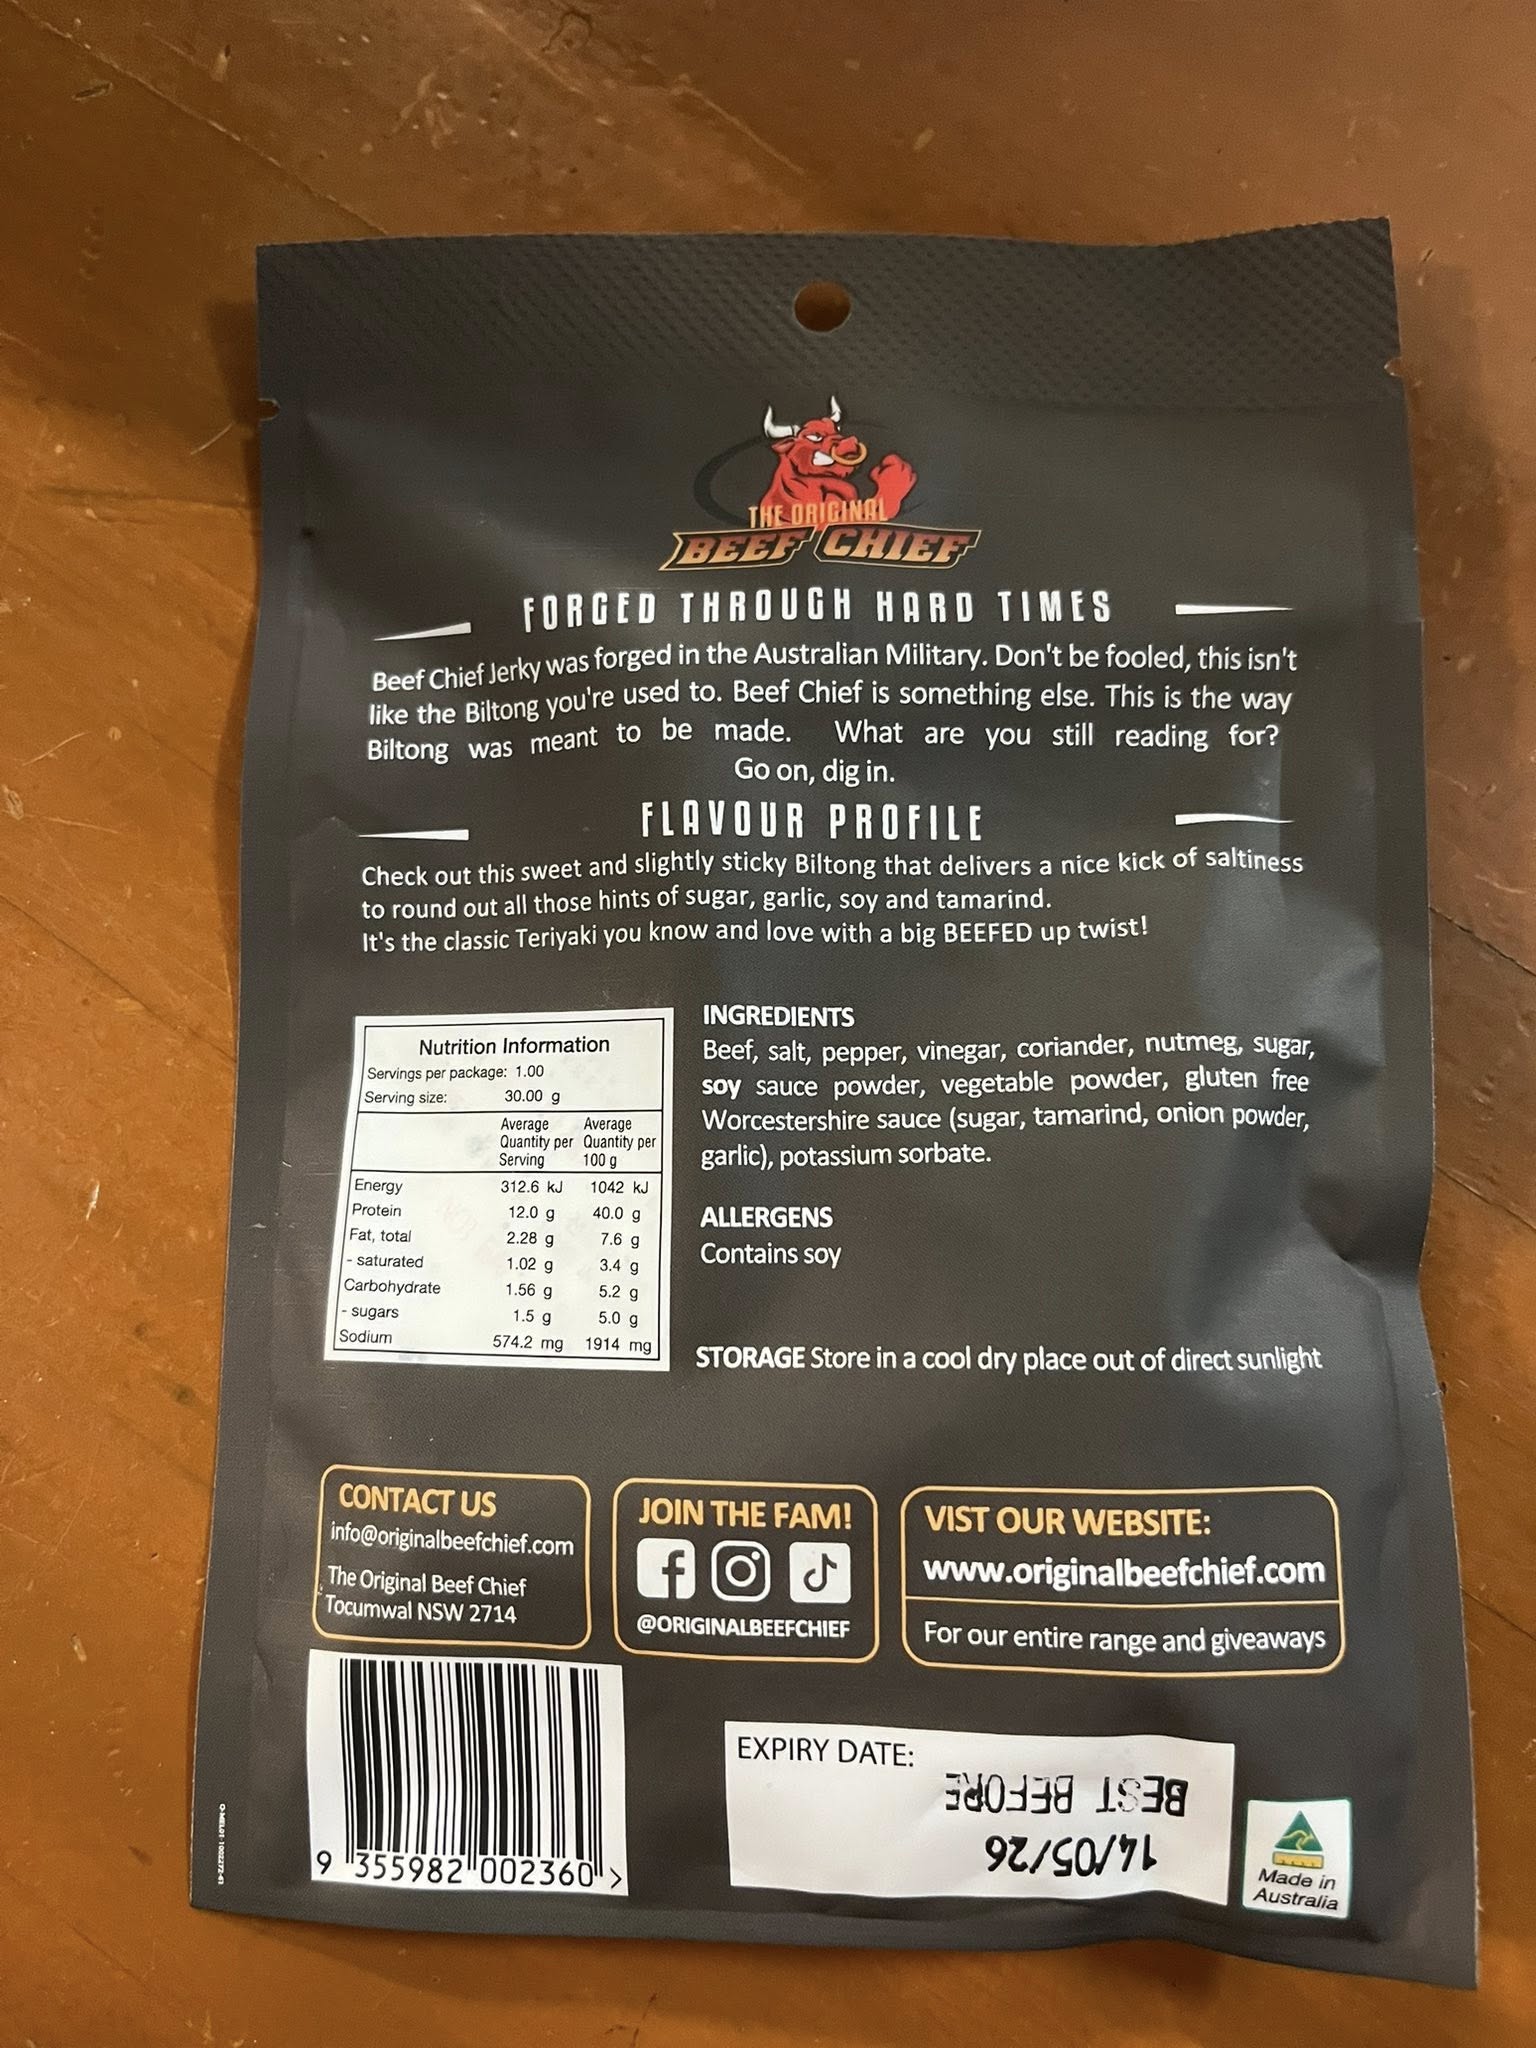 THE ORIGINAL
BEEF CHIEF
FORGED THROUGH HARD TIMES
Beef Chief Jerky was forged in the Australian Military. Don't be fooled, this isn't
like the Biltong you're used to. Beef Chief is something else. This is the way
Biltong was meant to be made. What are you still reading for?
Go on, dig in.
FLAVOUR PROFILE
Check out this sweet and slightly sticky Biltong that delivers a nice kick of saltiness
to round out all those hints of sugar, garlic, soy and tamarind.
It's the classic Teriyaki you know and love with a big BEEFED up twist!
Nutrition Information
Servings per package: 1.00
Serving size: 30.00 g
Average Quantity per Serving Average Quantity per 100 g
Energy 312.6 kJ 1042 kJ
Protein 12.0 g 40.0 g
Fat, total 2.28 g 7.6 g
- saturated 1.02 g 3.4 g
Carbohydrate 1.56 g 5.2 g
- sugars 1.5 g 5.0 g
Sodium 574.2 mg 1914 mg
INGREDIENTS
Beef, salt, pepper, vinegar, coriander, nutmeg, sugar,
soy sauce powder, vegetable powder, gluten free
Worcestershire sauce (sugar, tamarind, onion powder,
garlic), potassium sorbate.
ALLERGENS
Contains soy
STORAGE Store in a cool dry place out of direct sunlight
CONTACT US
info@originalbeefchief.com
The Original Beef Chief
Tocumwal NSW 2714
JOIN THE FAM!
@ORIGINALBEEFCHIEF
VIST OUR WEBSITE:
www.originalbeefchief.com
For our entire range and giveaways
9 355982 002360 >
EXPIRY DATE:
BEST BEFORE
14/05/26
Made in
Australia